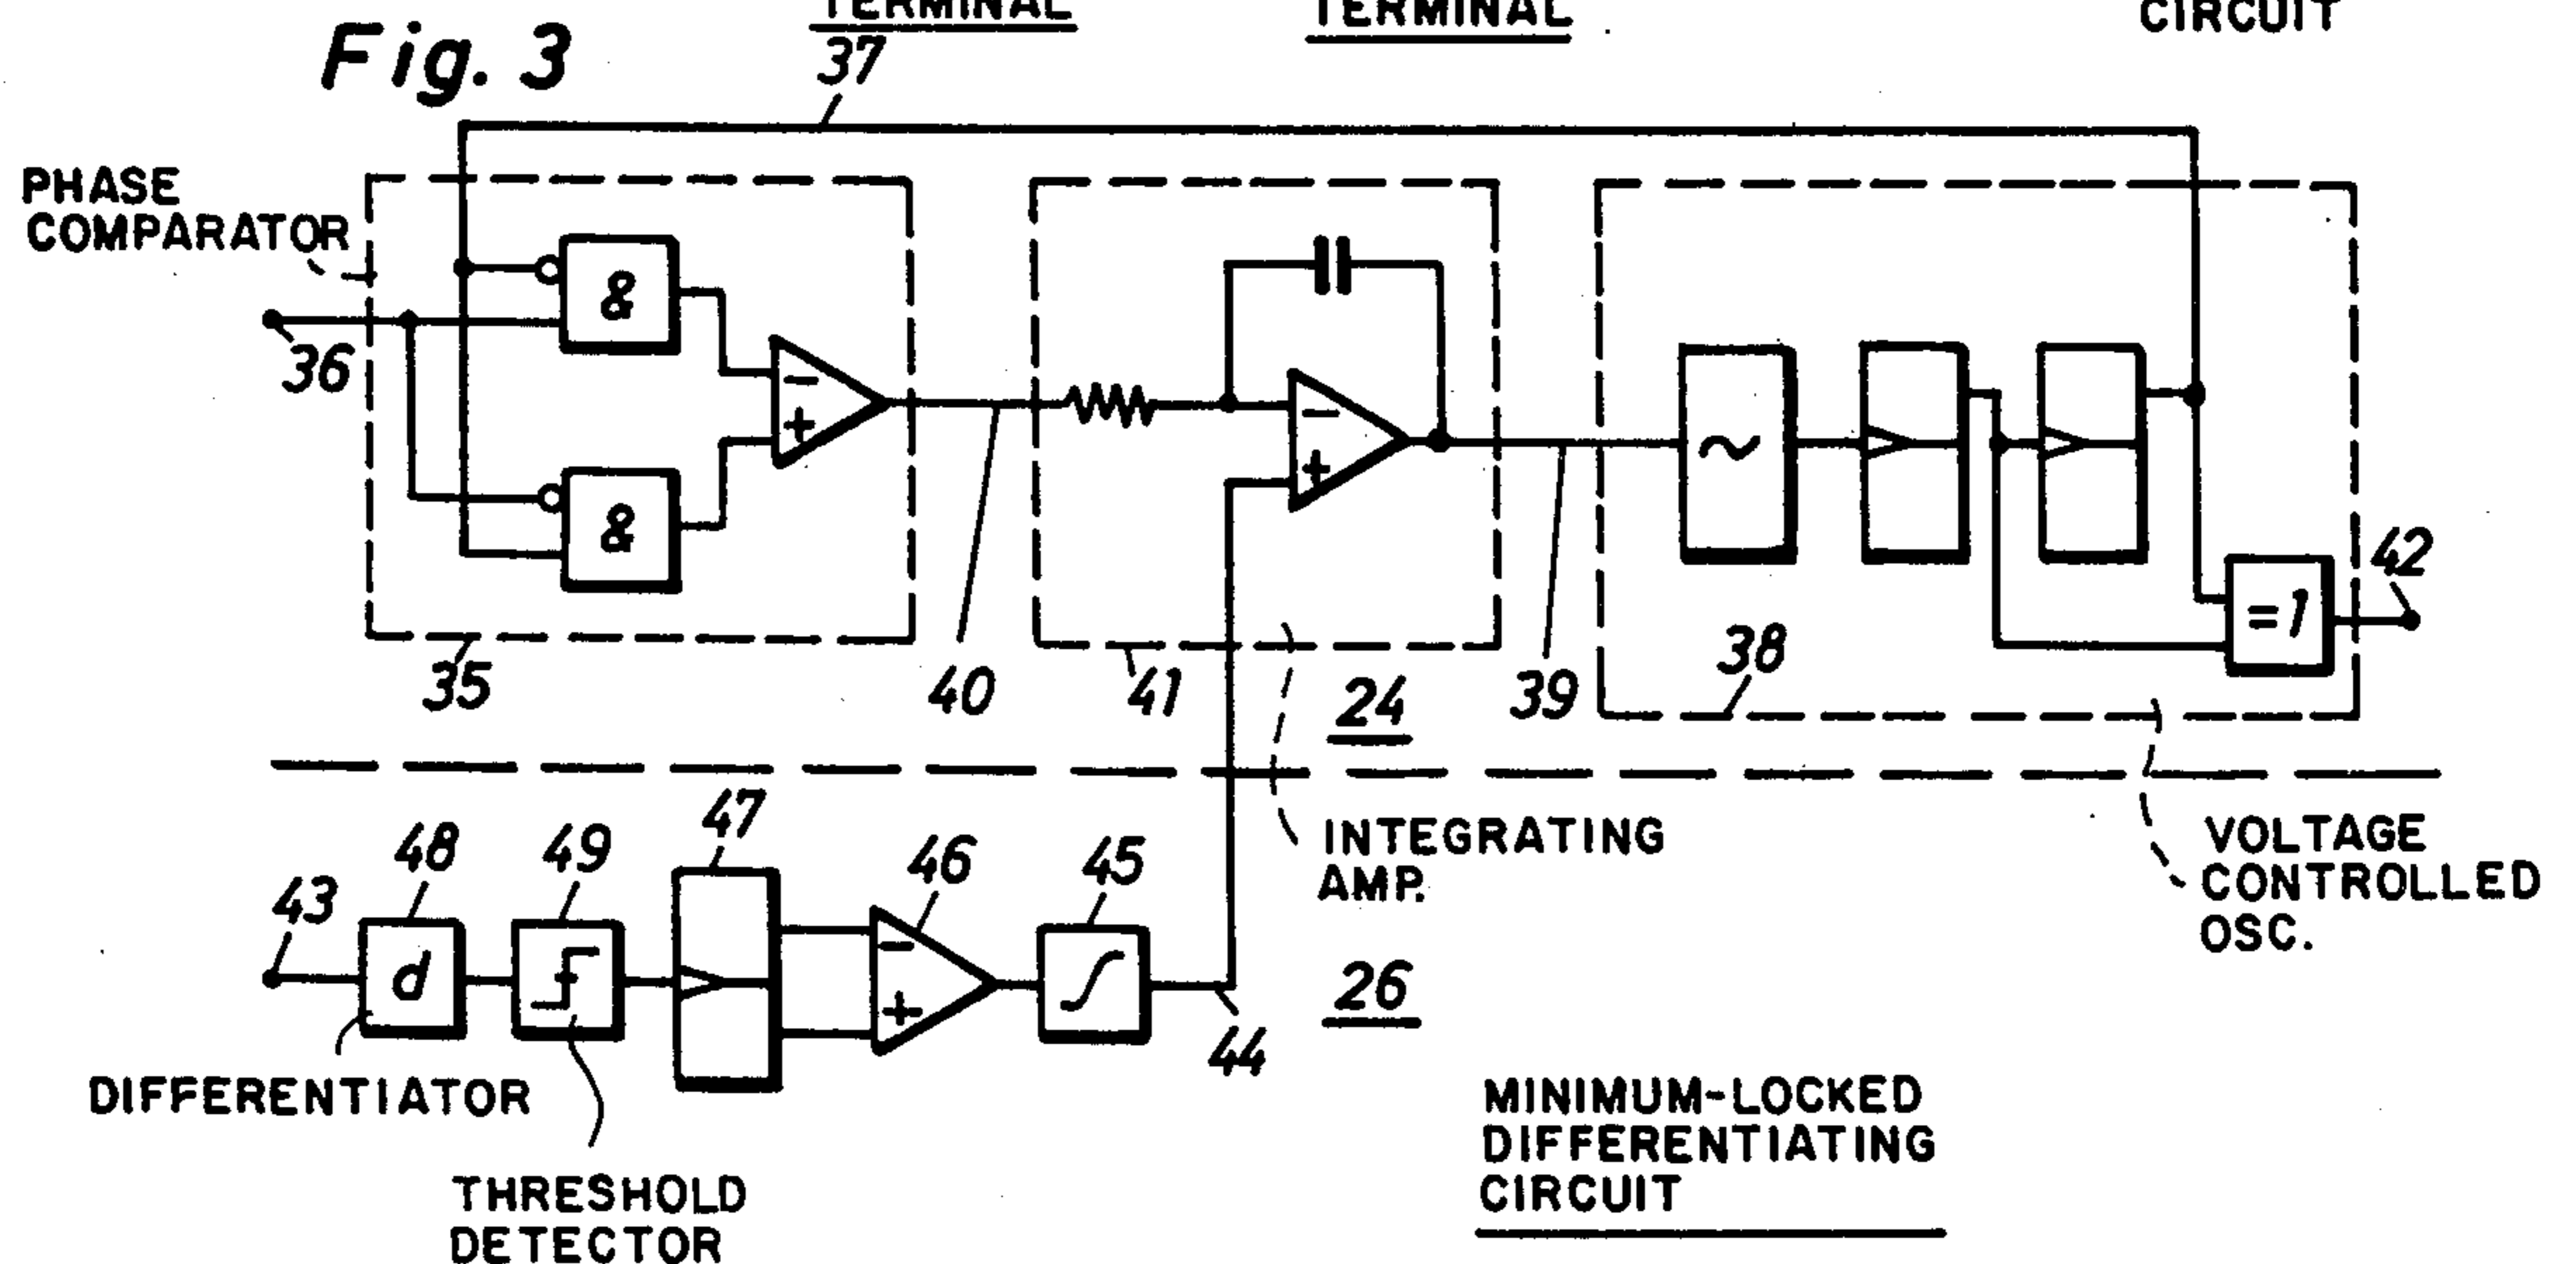 TERMINAL
TERMINAL
CIRCUIT
Fig. 3
37
PHASE
COMPARATOR
&
-
+
36
&
35
40
-
+
41
24
39
~
38
=1
42
47
48
49
46
45
43
d
-
+
44
26
INTEGRATING
AMP.
VOLTAGE
CONTROLLED
OSC.
DIFFERENTIATOR
THRESHOLD
DETECTOR
MINIMUM-LOCKED
DIFFERENTIATING
CIRCUIT